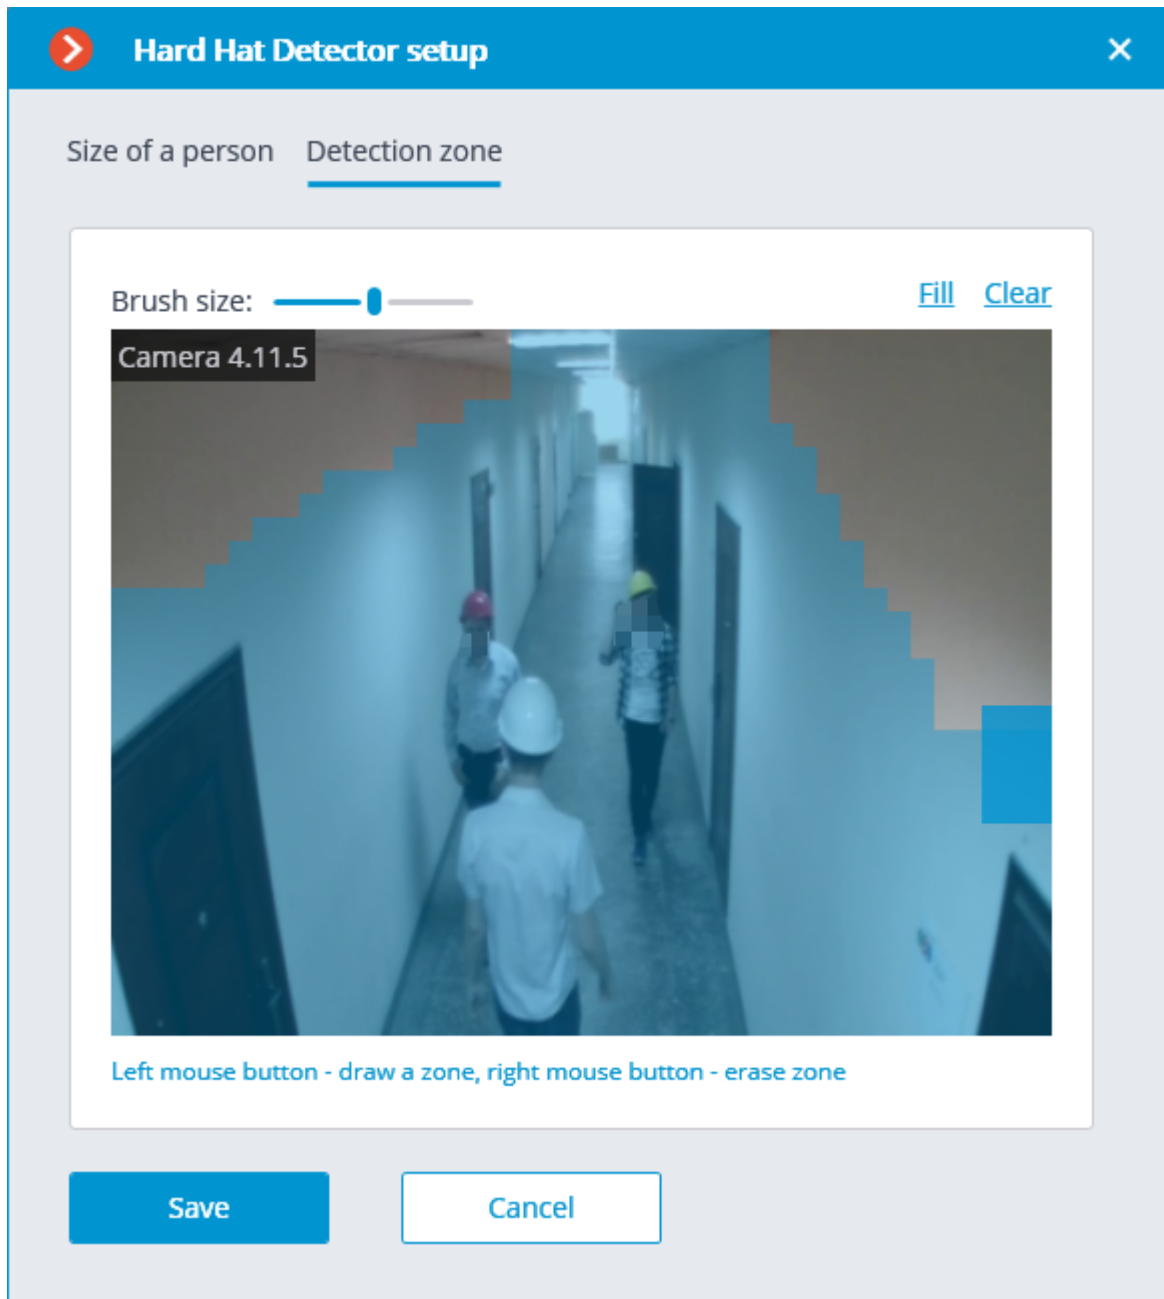 Hard Hat Detector setup
Size of a person Detection zone
Brush size:
Fill Clear
Camera 4.11.5
Left mouse button - draw a zone, right mouse button - erase zone
Save Cancel